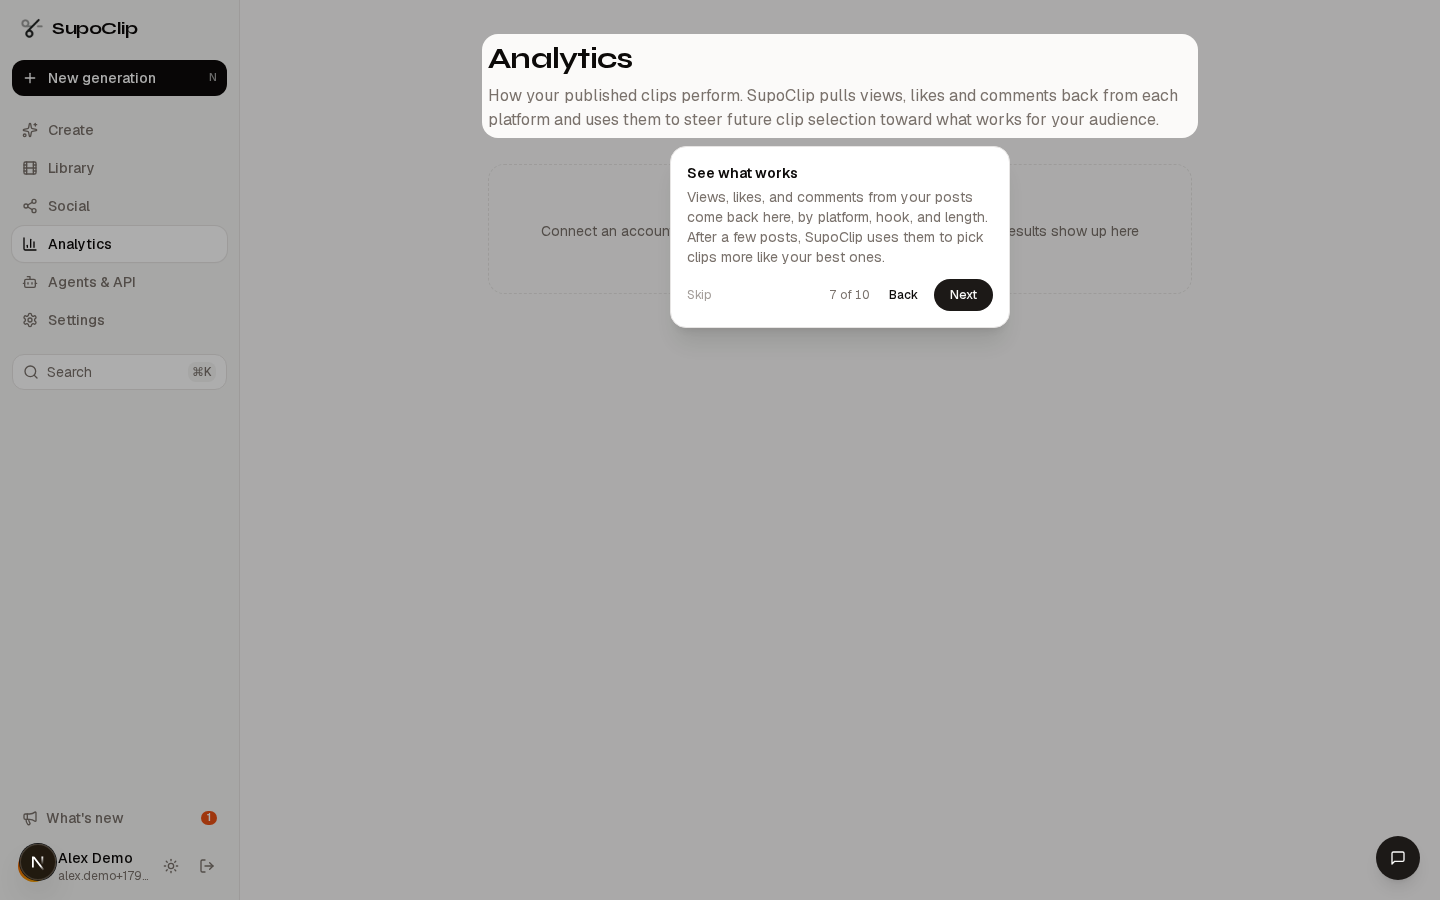 SupoClip
New generation N
Create
Library
Social
Analytics
Agents & API
Settings
Search ⌘K
What's new 1
N
Alex Demo
alex.demo+179...
Analytics
How your published clips perform. SupoClip pulls views, likes and comments back from each
platform and uses them to steer future clip selection toward what works for your audience.
Connect an
show up here
See what works
Views, likes, and comments from your posts
come back here, by platform, hook, and length.
After a few posts, SupoClip uses them to pick
clips more like your best ones.
Skip 7 of 10 Back Next